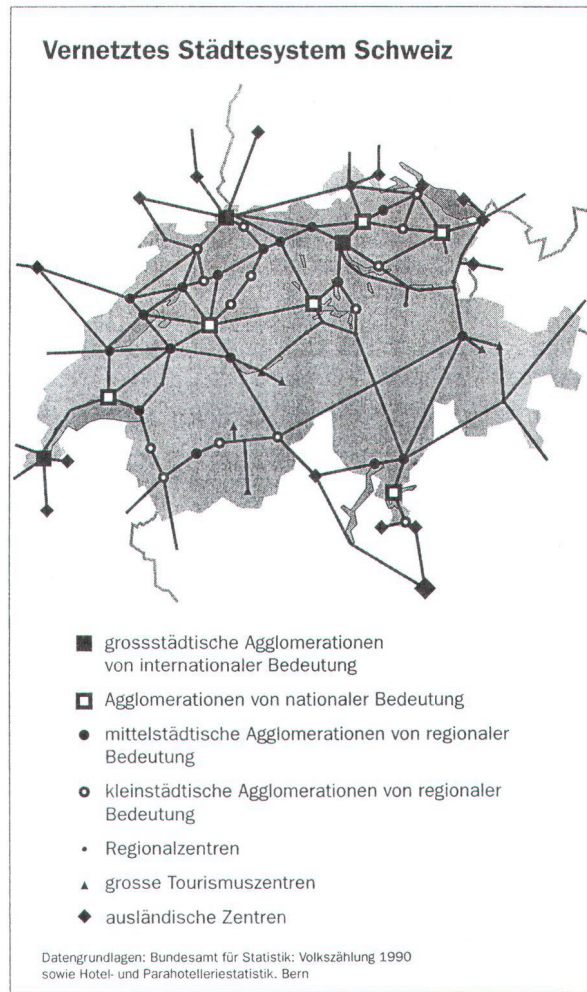 Vernetztes Städtesystem Schweiz
grossstädtische Agglomerationen
von internationaler Bedeutung
Agglomerationen von nationaler Bedeutung
mittelstädtische Agglomerationen von regionaler
Bedeutung
kleinstädtische Agglomerationen von regionaler
Bedeutung
Regionalzentren
grosse Tourismuszentren
ausländische Zentren
Datengrundlagen: Bundesamt für Statistik: Volkszählung 1990
sowie Hotel- und Parahotelleriestatistik. Bern